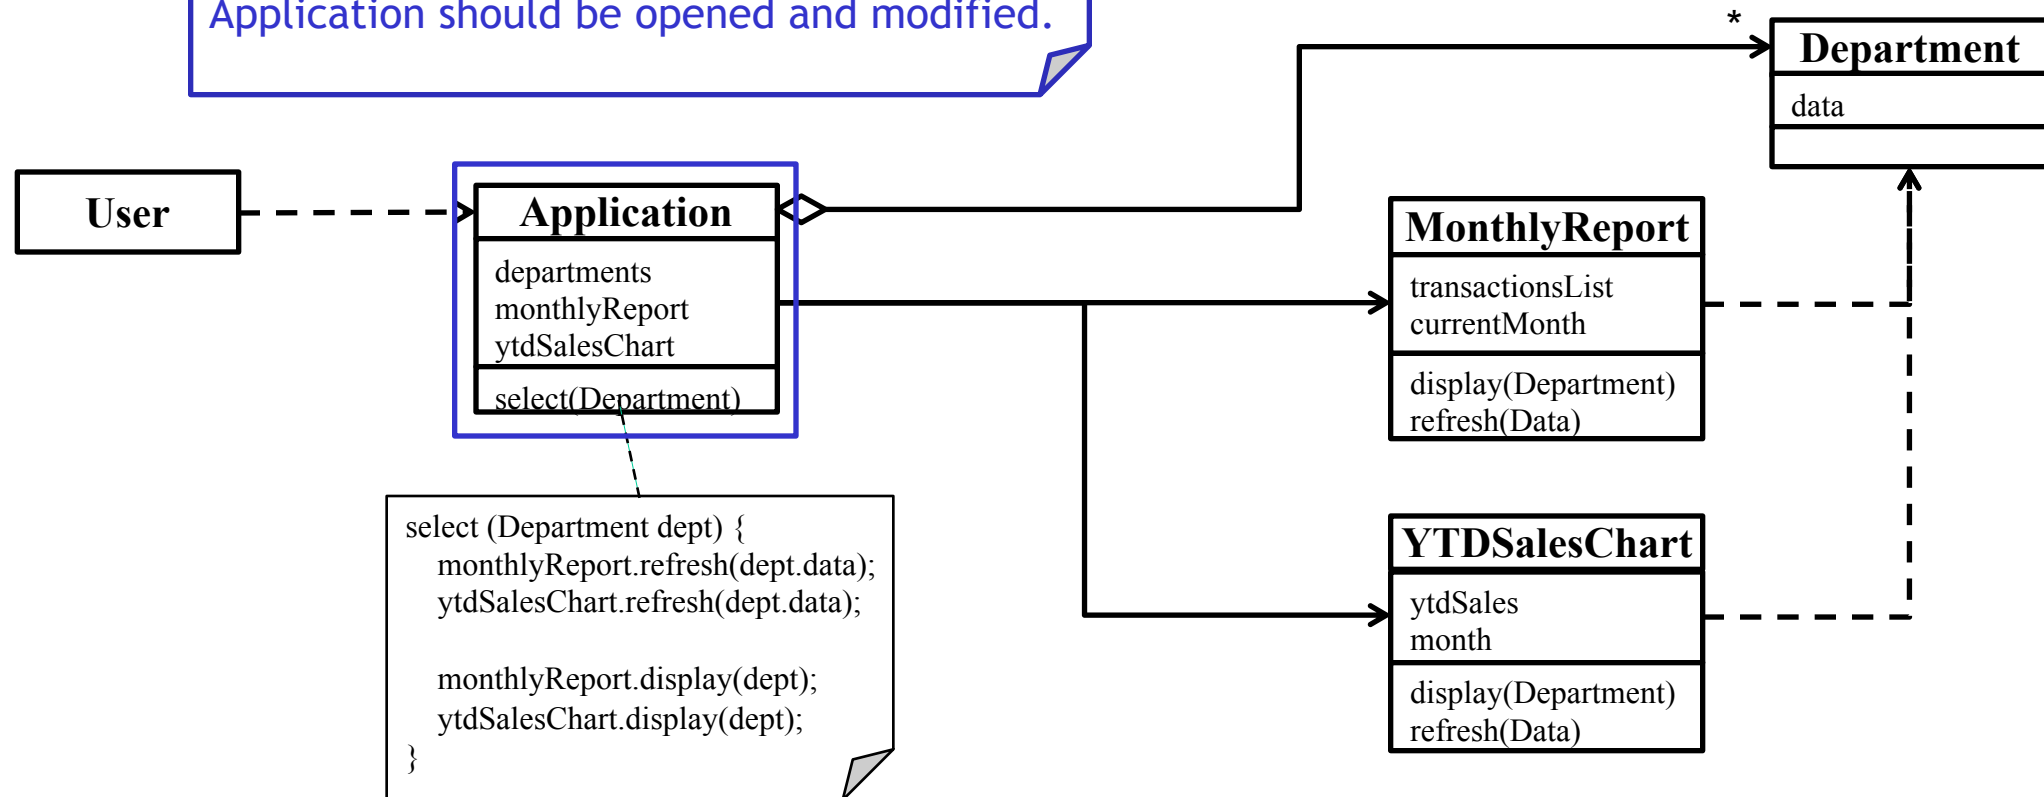 Application should be opened and modified.
*
Department
data
User
Application
departments
monthlyReport
ytdSalesChart
select(Department)
MonthlyReport
transactionsList
currentMonth
display(Department)
refresh(Data)
select (Department dept) {
monthlyReport.refresh(dept.data);
ytdSalesChart.refresh(dept.data);
monthlyReport.display(dept);
ytdSalesChart.display(dept);
}
YTDSalesChart
ytdSales
month
display(Department)
refresh(Data)